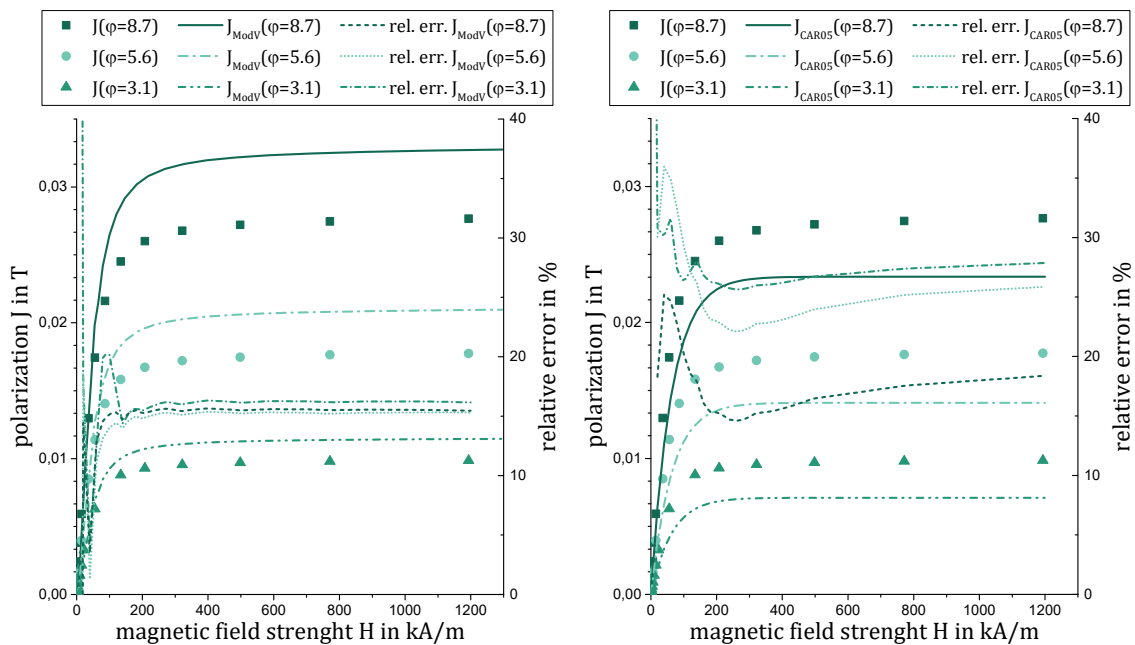 J(φ=8.7) J_ModV(φ=8.7) rel. err. J_ModV(φ=8.7)
J(φ=5.6) J_ModV(φ=5.6) rel. err. J_ModV(φ=5.6)
J(φ=3.1) J_ModV(φ=3.1) rel. err. J_ModV(φ=3.1)
polarization J in T
0,03
0,02
0,01
0,00
0 200 400 600 800 1000 1200
magnetic field strenght H in kA/m
40
30
20
10
0
relative error in %
J(φ=8.7) J_CAR05(φ=8.7) rel. err. J_CAR05(φ=8.7)
J(φ=5.6) J_CAR05(φ=5.6) rel. err. J_CAR05(φ=5.6)
J(φ=3.1) J_CAR05(φ=3.1) rel. err. J_CAR05(φ=3.1)
polarization J in T
0,03
0,02
0,01
0,00
0 200 400 600 800 1000 1200
magnetic field strenght H in kA/m
40
30
20
10
0
relative error in %